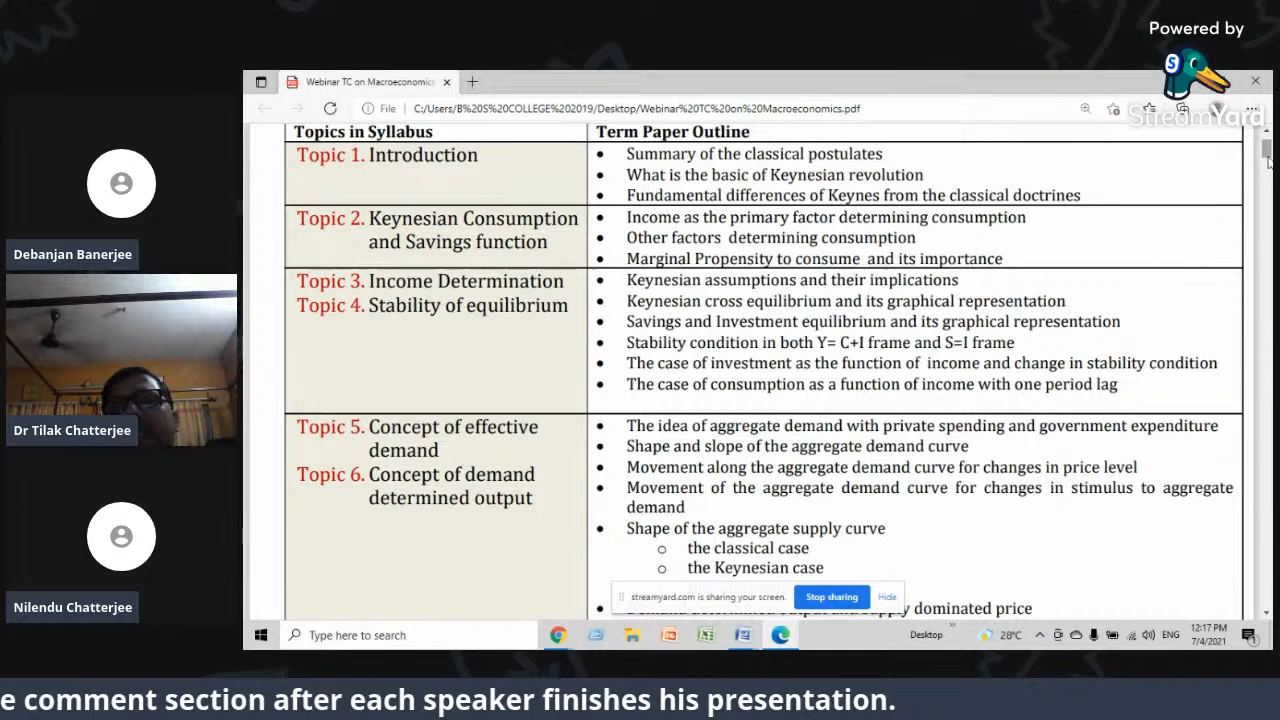 Powered by
S
StreamYard
Webinar TC on Macroeconomics
File
C:/Users/B%20S%20COLLEGE%202019/Desktop/Webinar%20TC%20on%20Macroeconomics.pdf
Topics in Syllabus
Term Paper Outline
Topic 1. Introduction
• Summary of the classical postulates
• What is the basic of Keynesian revolution
• Fundamental differences of Keynes from the classical doctrines
Topic 2. Keynesian Consumption
and Savings function
• Income as the primary factor determining consumption
• Other factors determining consumption
• Marginal Propensity to consume and its importance
Topic 3. Income Determination
Topic 4. Stability of equilibrium
• Keynesian assumptions and their implications
• Keynesian cross equilibrium and its graphical representation
• Savings and Investment equilibrium and its graphical representation
• Stability condition in both Y= C+I frame and S=I frame
• The case of investment as the function of income and change in stability condition
• The case of consumption as a function of income with one period lag
Topic 5. Concept of effective
demand
Topic 6. Concept of demand
determined output
• The idea of aggregate demand with private spending and government expenditure
• Shape and slope of the aggregate demand curve
• Movement along the aggregate demand curve for changes in price level
• Movement of the aggregate demand curve for changes in stimulus to aggregate
demand
• Shape of the aggregate supply curve
o the classical case
o the Keynesian case
dominated price
streamyard.com is sharing your screen.
Stop sharing
Hide
Type here to search
Desktop
28°C
ENG
12:17 PM
7/4/2021
Debanjan Banerjee
Dr Tilak Chatterjee
Nilendu Chatterjee
e comment section after each speaker finishes his presentation.